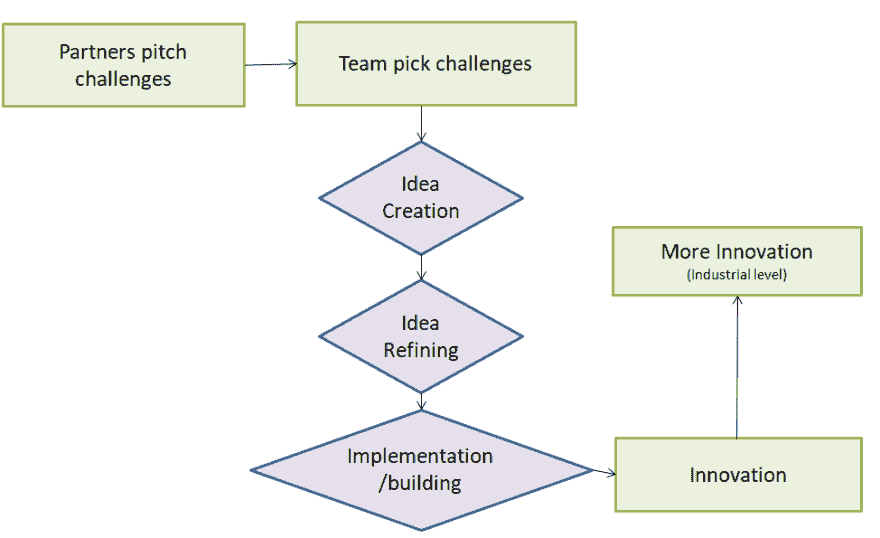 Partners pitch
challenges
Team pick challenges
Idea
Creation
Idea
Refining
Implementation
/building
Innovation
More Innovation
(Industrial level)